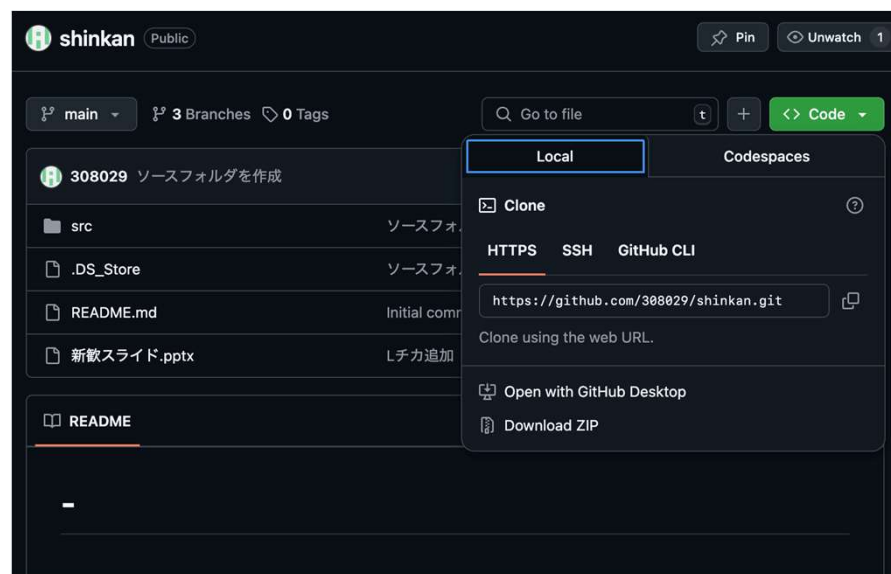 shinkan Public
Pin
Unwatch 1
main
3 Branches
0 Tags
Go to file
t
Code
Local
Codespaces
308029 ソースフォルダを作成
Clone
src
ソースフォ
HTTPS
SSH
GitHub CLI
.DS_Store
ソースフォ
README.md
Initial comm
https://github.com/308029/shinkan.git
新歓スライド.pptx
Lチカ追加
Clone using the web URL.
Open with GitHub Desktop
Download ZIP
README
-